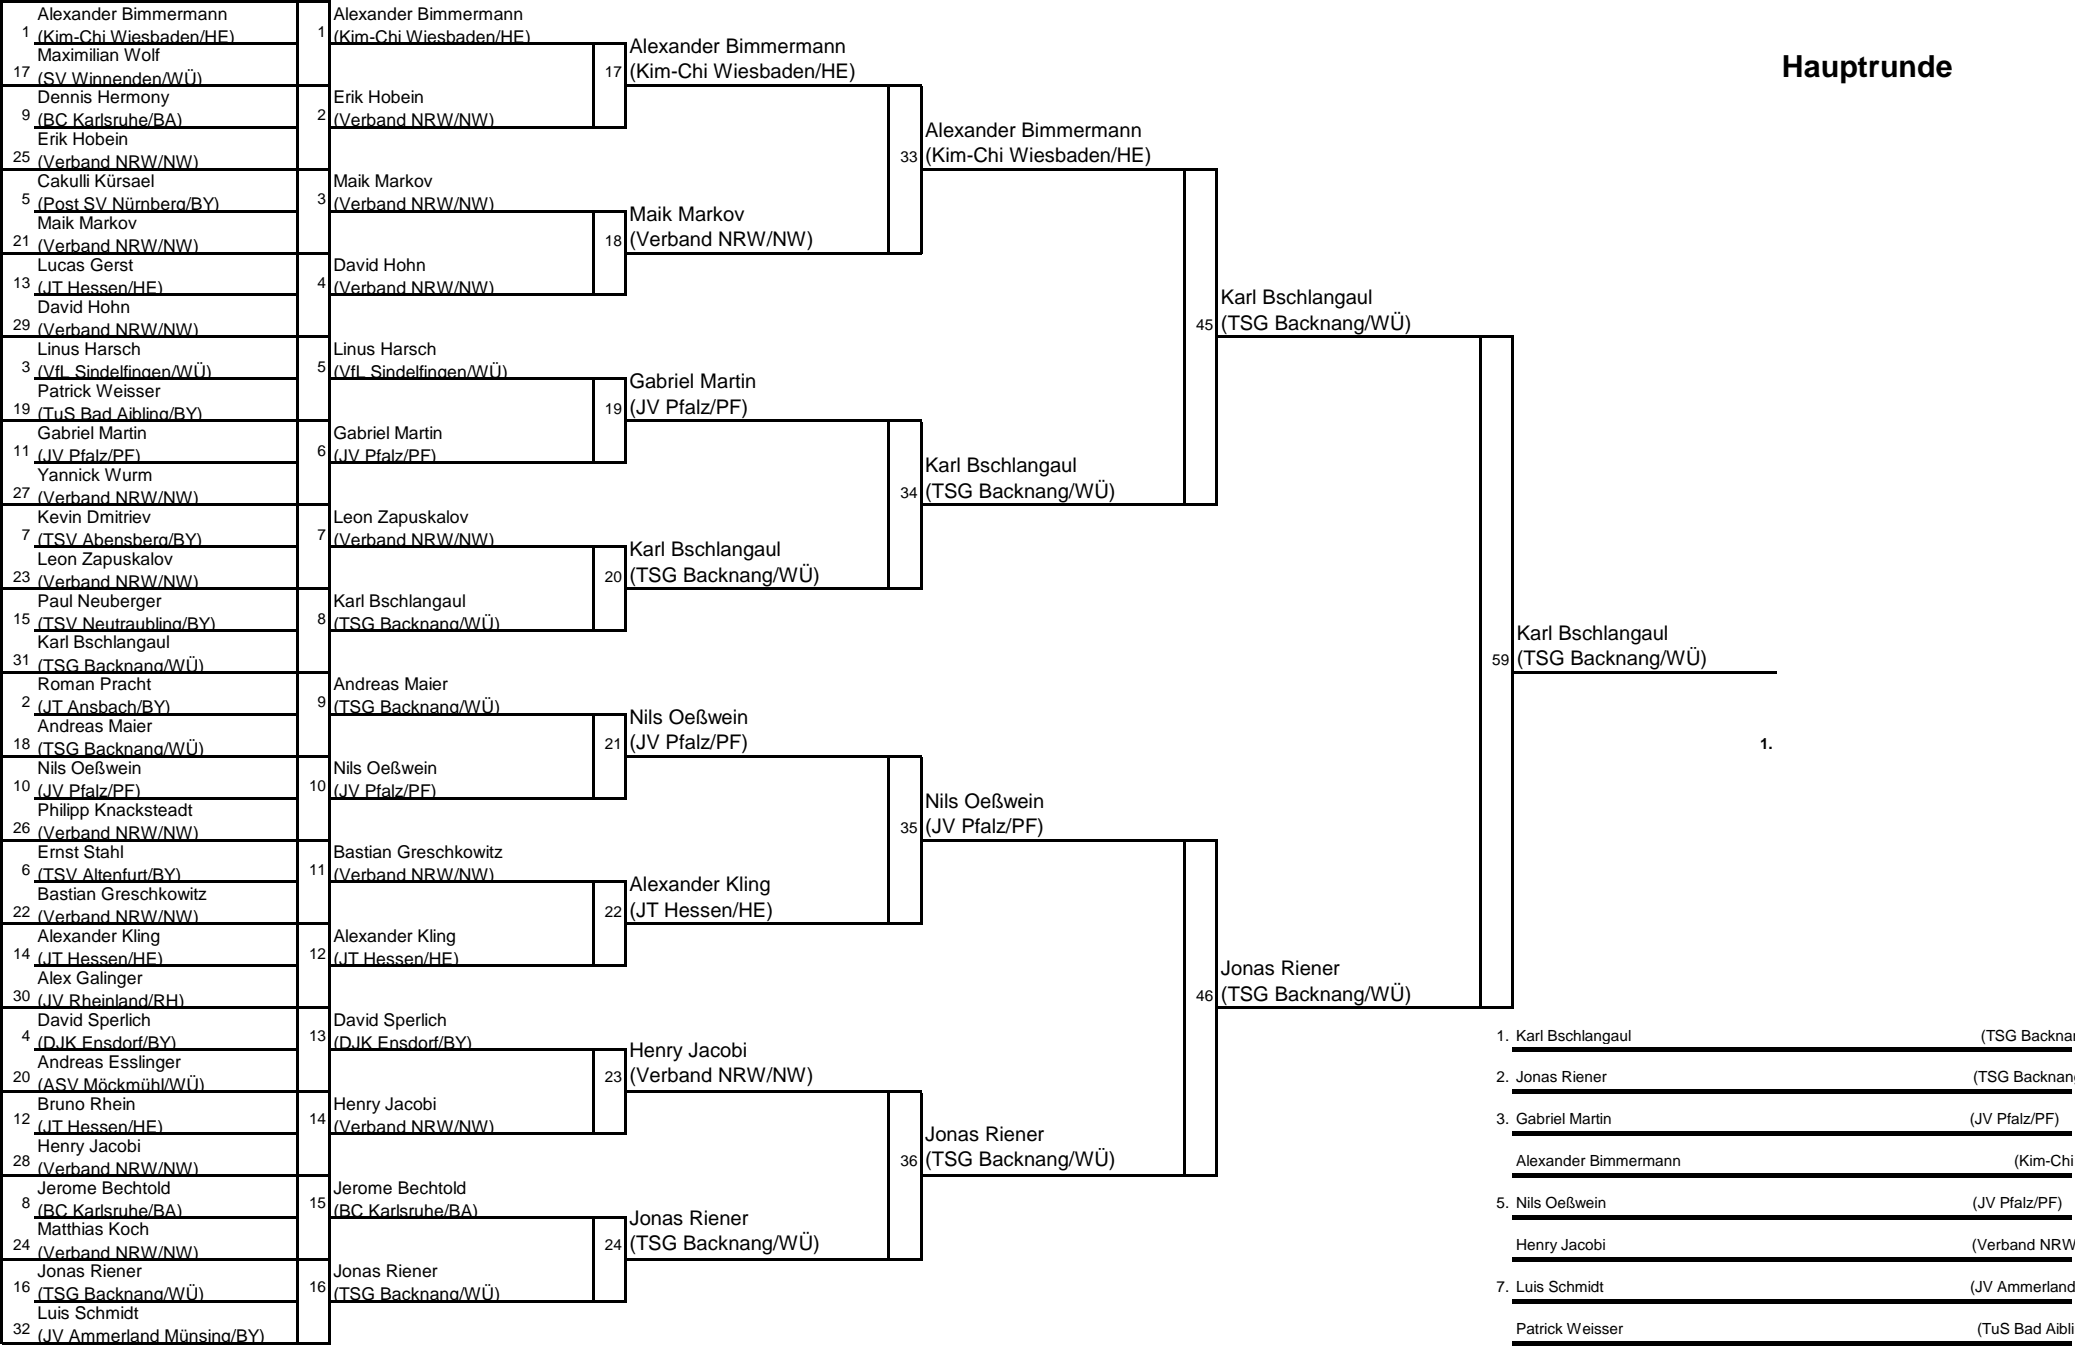 Hauptrunde
1 Alexander Bimmermann
(Kim-Chi Wiesbaden/HE)
17 Maximilian Wolf
(SV Winnenden/WÜ)
9 Dennis Hermony
(BC Karlsruhe/BA)
25 Erik Hobein
(Verband NRW/NW)
5 Cakulli Kürsael
(Post SV Nürnberg/BY)
21 Maik Markov
(Verband NRW/NW)
13 Lucas Gerst
(JT Hessen/HE)
29 David Hohn
(Verband NRW/NW)
3 Linus Harsch
(VfL Sindelfingen/WÜ)
19 Patrick Weisser
(TuS Bad Aibling/BY)
11 Gabriel Martin
(JV Pfalz/PF)
27 Yannick Wurm
(Verband NRW/NW)
7 Kevin Dmitriev
(TSV Abensberg/BY)
23 Leon Zapuskalov
(Verband NRW/NW)
15 Paul Neuberger
(TSV Neutraubling/BY)
31 Karl Bschlangaul
(TSG Backnang/WÜ)
2 Roman Pracht
(JT Ansbach/BY)
18 Andreas Maier
(TSG Backnang/WÜ)
10 Nils Oeßwein
(JV Pfalz/PF)
26 Philipp Knacksteadt
(Verband NRW/NW)
6 Ernst Stahl
(TSV Altenfurt/BY)
22 Bastian Greschkowitz
(Verband NRW/NW)
14 Alexander Kling
(JT Hessen/HE)
30 Alex Galinger
(JV Rheinland/RH)
4 David Sperlich
(DJK Ensdorf/BY)
20 Andreas Esslinger
(ASV Möckmühl/WÜ)
12 Bruno Rhein
(JT Hessen/HE)
28 Henry Jacobi
(Verband NRW/NW)
8 Jerome Bechtold
(BC Karlsruhe/BA)
24 Matthias Koch
(Verband NRW/NW)
16 Jonas Riener
(TSG Backnang/WÜ)
32 Luis Schmidt
(JV Ammerland Münsing/BY)
1 Alexander Bimmermann
(Kim-Chi Wiesbaden/HE)
2 Erik Hobein
(Verband NRW/NW)
3 Maik Markov
(Verband NRW/NW)
4 David Hohn
(Verband NRW/NW)
5 Linus Harsch
(VfL Sindelfingen/WÜ)
6 Gabriel Martin
(JV Pfalz/PF)
7 Leon Zapuskalov
(Verband NRW/NW)
8 Karl Bschlangaul
(TSG Backnang/WÜ)
9 Andreas Maier
(TSG Backnang/WÜ)
10 Nils Oeßwein
(JV Pfalz/PF)
11 Bastian Greschkowitz
(Verband NRW/NW)
12 Alexander Kling
(JT Hessen/HE)
13 David Sperlich
(DJK Ensdorf/BY)
14 Henry Jacobi
(Verband NRW/NW)
15 Jerome Bechtold
(BC Karlsruhe/BA)
16 Jonas Riener
(TSG Backnang/WÜ)
17 Alexander Bimmermann
(Kim-Chi Wiesbaden/HE)
18 Maik Markov
(Verband NRW/NW)
19 Gabriel Martin
(JV Pfalz/PF)
20 Karl Bschlangaul
(TSG Backnang/WÜ)
21 Nils Oeßwein
(JV Pfalz/PF)
22 Alexander Kling
(JT Hessen/HE)
23 Henry Jacobi
(Verband NRW/NW)
24 Jonas Riener
(TSG Backnang/WÜ)
33 Alexander Bimmermann
(Kim-Chi Wiesbaden/HE)
34 Karl Bschlangaul
(TSG Backnang/WÜ)
35 Nils Oeßwein
(JV Pfalz/PF)
36 Jonas Riener
(TSG Backnang/WÜ)
45 Karl Bschlangaul
(TSG Backnang/WÜ)
46 Jonas Riener
(TSG Backnang/WÜ)
59 Karl Bschlangaul
(TSG Backnang/WÜ)
1.
1. Karl Bschlangaul (TSG Backnan
2. Jonas Riener (TSG Backnang
3. Gabriel Martin (JV Pfalz/PF)
Alexander Bimmermann (Kim-Chi
5. Nils Oeßwein (JV Pfalz/PF)
Henry Jacobi (Verband NRW
7. Luis Schmidt (JV Ammerland
Patrick Weisser (TuS Bad Aibli